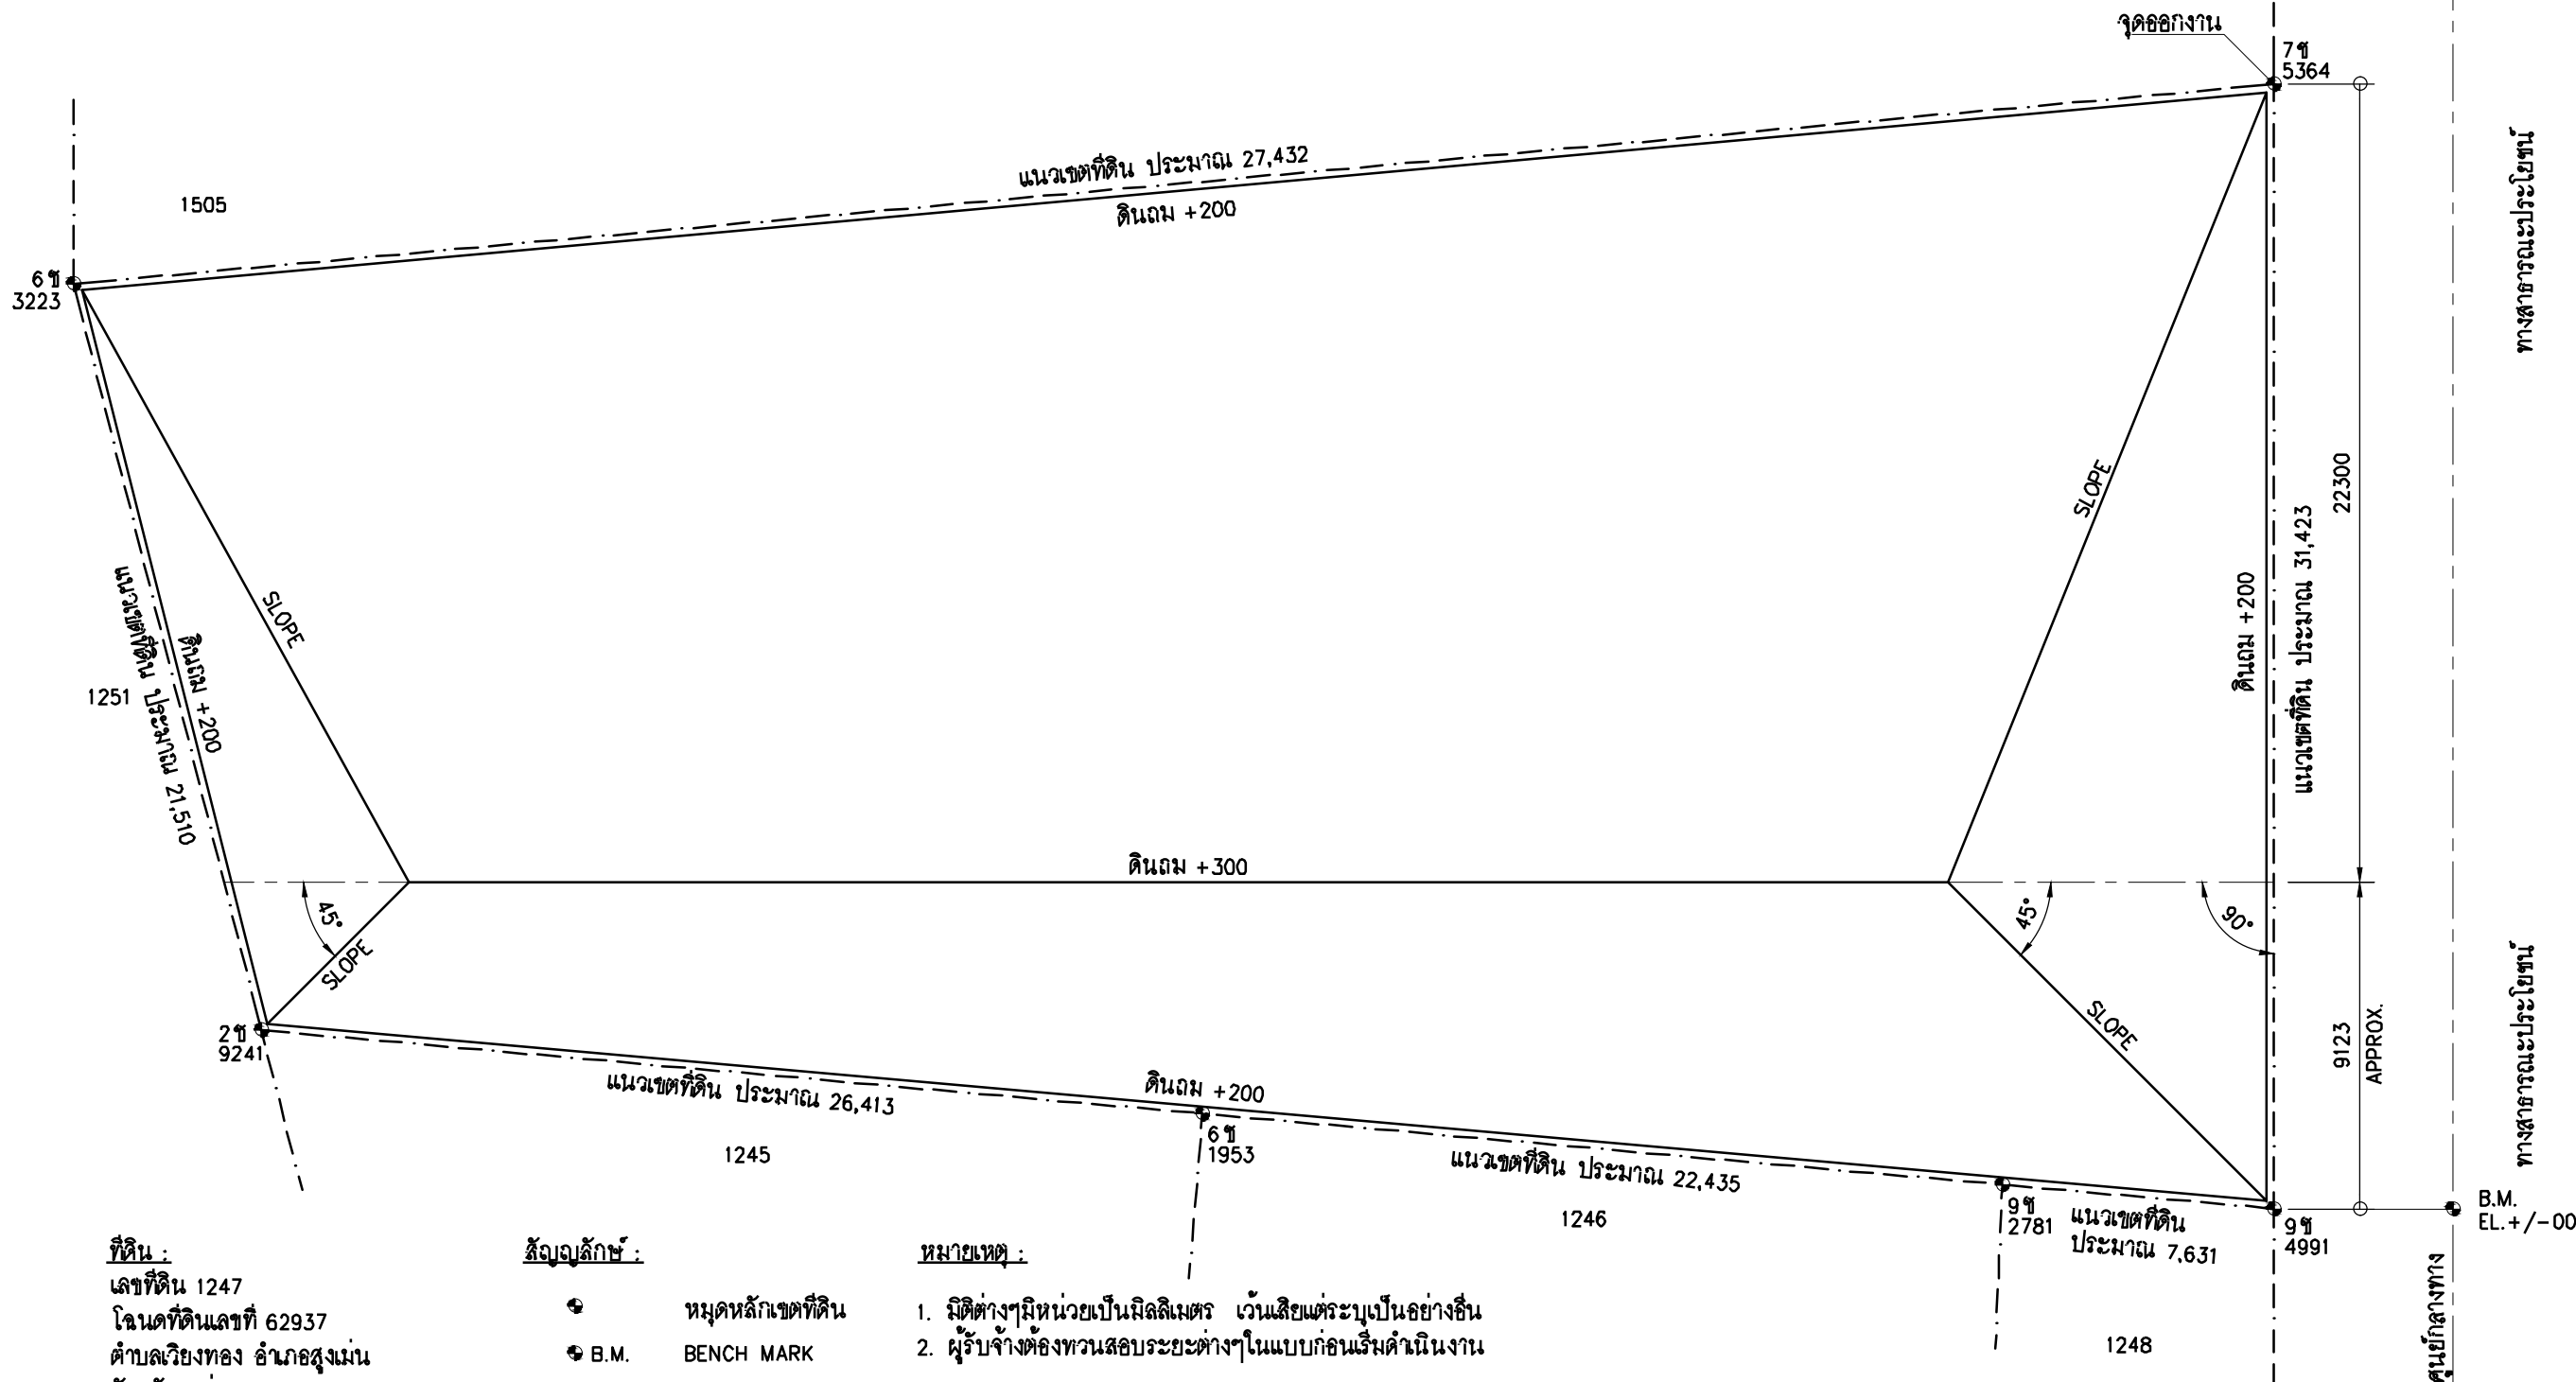 จุดออกงาน
7ช
5364
แนวเขตที่ดิน ประมาณ 27,432
ดินถม +200
1505
6ช
3223
ทางสาธารณะประโยชน์
SLOPE
SLOPE
22300
แนวเขตที่ดิน ประมาณ 31,423
ดินถม +200
ดินถม +200
แนวเขตที่ดิน ประมาณ 21,510
1251
ดินถม +300
45°
SLOPE
45°
90°
SLOPE
9123
APPROX.
ทางสาธารณะประโยชน์
2ช
9241
แนวเขตที่ดิน ประมาณ 26,413
ดินถม +200
6ช
1953
1245
แนวเขตที่ดิน ประมาณ 22,435
1246
9ช
2781
แนวเขตที่ดิน
ประมาณ 7,631
9ช
4991
B.M.
EL.+/-00
1248
ศูนย์กลางทาง
ที่ดิน :
เลขที่ดิน 1247
โฉนดที่ดินเลขที่ 62937
ตำบลเวียงทอง อำเภอสูงเม่น
สัญญลักษ์ :
หมุดหลักเขตที่ดิน
B.M. BENCH MARK
หมายเหตุ :
1. มิติต่างๆมีหน่วยเป็นมิลลิเมตร เว้นเสียแต่ระบุเป็นอย่างอื่น
2. ผู้รับจ้างต้องทวนสอบระยะต่างๆในแบบก่อนเริ่มดำเนินงาน